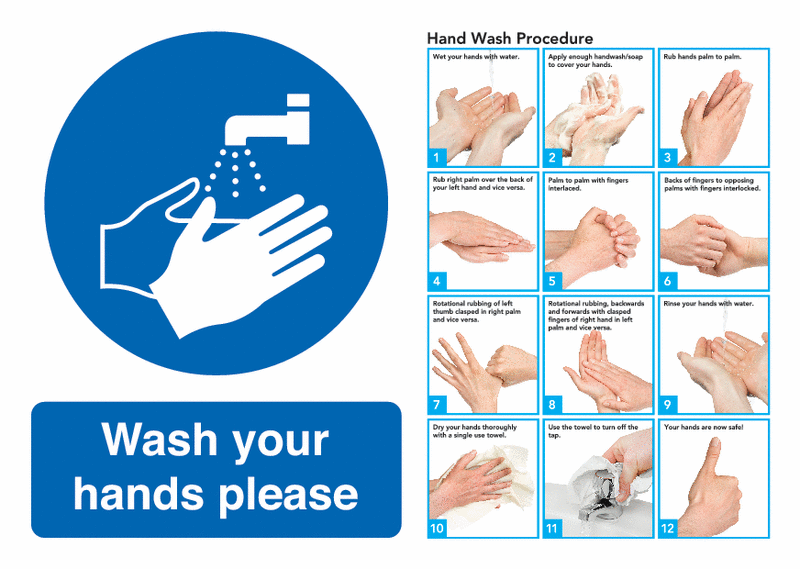 Wash your
hands please
Hand Wash Procedure
Wet your hands with water.
1
Apply enough handwash/soap
to cover your hands.
2
Rub hands palm to palm.
3
Rub right palm over the back of
your left hand and vice versa.
4
Palm to palm with fingers
interlaced.
5
Backs of fingers to opposing
palms with fingers interlocked.
6
Rotational rubbing of left
thumb clasped in right palm
and vice versa.
7
Rotational rubbing, backwards
and forwards with clasped
fingers of right hand in left
palm and vice versa.
8
Rinse your hands with water.
9
Dry your hands thoroughly
with a single use towel.
10
Use the towel to turn off the
tap.
11
Your hands are now safe!
12